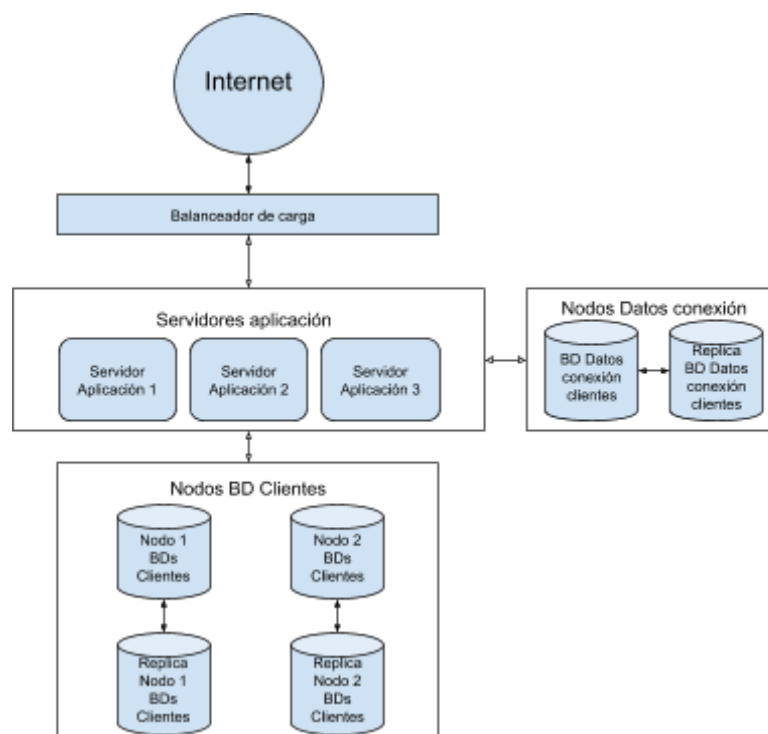 Internet
Balanceador de carga
Servidores aplicación
Servidor
Aplicación 1
Servidor
Aplicación 2
Servidor
Aplicación 3
Nodos Datos conexión
BD Datos
conexión
clientes
Replica
BD Datos
conexión
clientes
Nodos BD Clientes
Nodo 1
BDs
Clientes
Nodo 2
BDs
Clientes
Replica
Nodo 1
BDs
Clientes
Replica
Nodo 2
BDs
Clientes